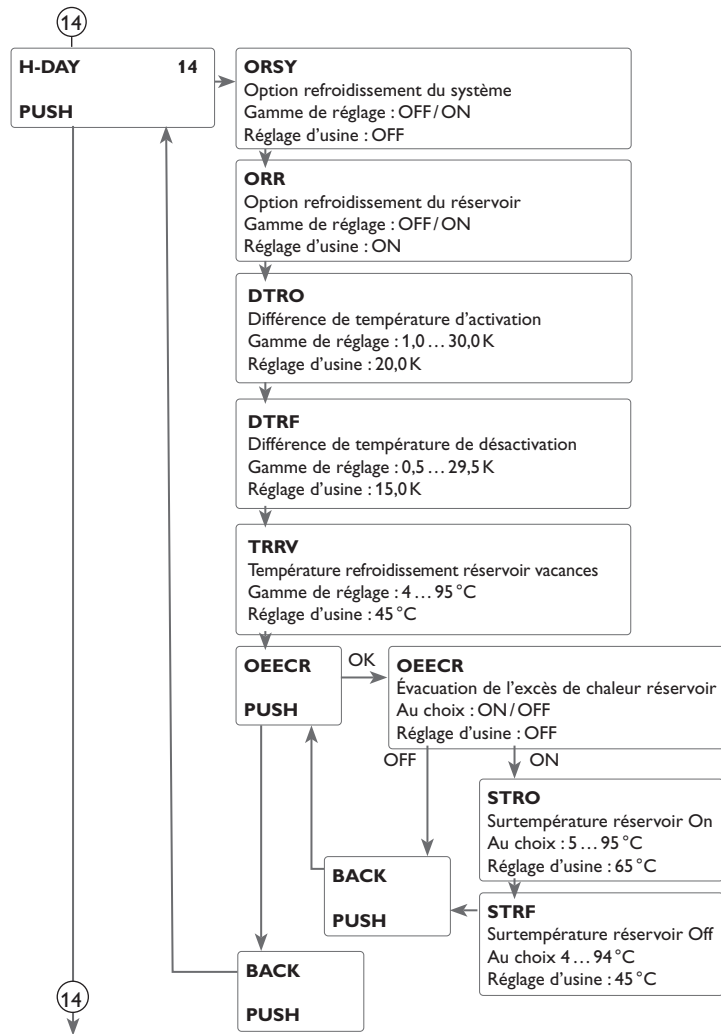 14
H-DAY 14
PUSH
ORSY
Option refroidissement du système
Gamme de réglage : OFF/ON
Réglage d'usine : OFF
ORR
Option refroidissement du réservoir
Gamme de réglage : OFF/ON
Réglage d'usine : ON
DTRO
Différence de température d'activation
Gamme de réglage : 1,0 … 30,0 K
Réglage d'usine : 20,0 K
DTRF
Différence de température de désactivation
Gamme de réglage : 0,5 … 29,5 K
Réglage d'usine : 15,0 K
TRRV
Température refroidissement réservoir vacances
Gamme de réglage : 4 … 95 °C
Réglage d'usine : 45 °C
OEECR
PUSH
OK
OEECR
Évacuation de l'excès de chaleur réservoir
Au choix : ON/OFF
Réglage d'usine : OFF
OFF
ON
STRO
Surtempérature réservoir On
Au choix : 5 … 95 °C
Réglage d'usine : 65 °C
STRF
Surtempérature réservoir Off
Au choix 4 … 94 °C
Réglage d'usine : 45 °C
BACK
PUSH
BACK
PUSH
14